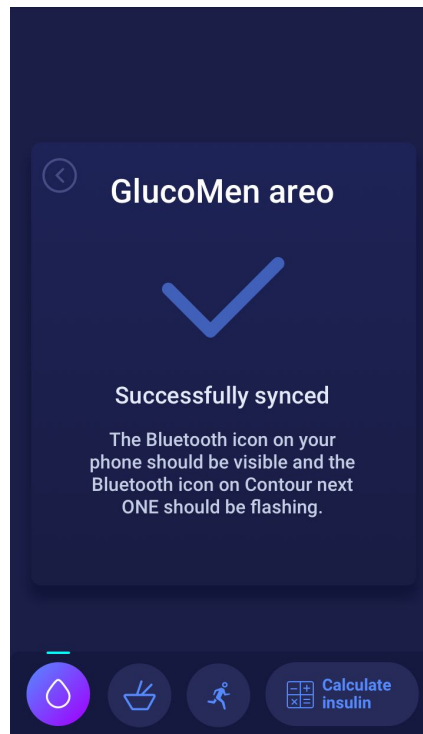 GlucoMen areo
Successfully synced
The Bluetooth icon on your
phone should be visible and the
Bluetooth icon on Contour next
ONE should be flashing.
Calculate
insulin